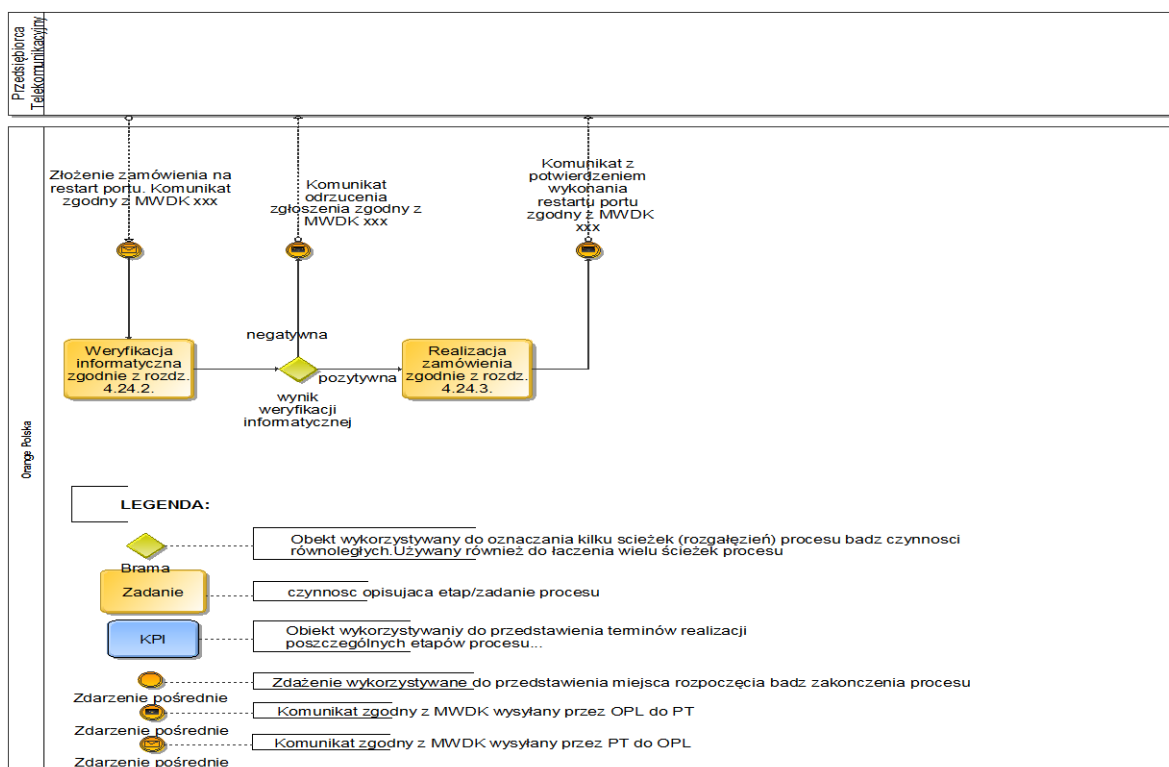 Przedsiębiorca
Telekomunikacyjny
Złożenie zamówienia na
restart portu. Komunikat
zgodny z MWDK xxx
Komunikat
odrzucenia
zgłoszenia zgodny z
MWDK xxx
Komunikat z
potwierdzeniem
wykonania
restartu portu
zgodny z MWDK
xxx
negatywna
Weryfikacja
informatyczna
zgodnie z rozdz.
4.24.2.
pozytywna
Realizacja
zamówienia
zgodnie z rozdz.
4.24.3.
wynik
weryfikacji
informatycznej
Orange Polska
LEGENDA:
Obekt wykorzystywany do oznaczania kilku scieżek (rozgałęzień) procesu badz czynnosci
równoległych.Używany również do łaczenia wielu ścieżek procesu
Brama
Zadanie
czynnosc opisujaca etap/zadanie procesu
KPI
Obiekt wykorzystywaniy do przedstawienia terminów realizacji
poszczególnych etapów procesu...
Zdażenie wykorzystywane do przedstawienia miejsca rozpoczęcia badz zakonczenia procesu
Zdarzenie pośrednie
Komunikat zgodny z MWDK wysyłany przez OPL do PT
Zdarzenie pośrednie
Komunikat zgodny z MWDK wysyłany przez PT do OPL
Zdarzenie pośrednie